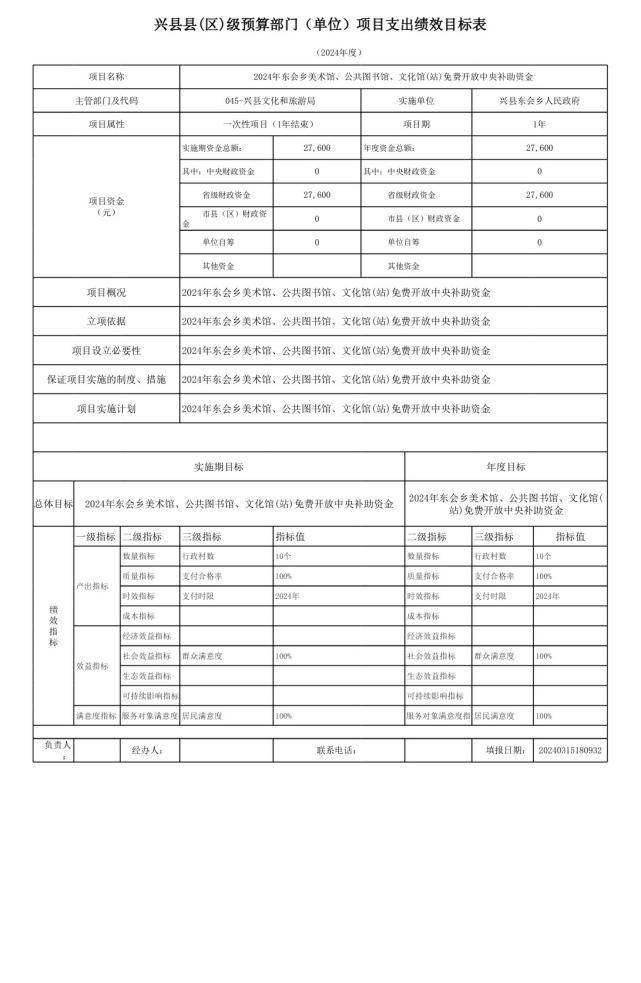 兴县县(区)级预算部门（单位）项目支出绩效目标表
（2024年度）
项目名称 2024年东会乡美术馆、公共图书馆、文化馆(站)免费开放中央补助资金
主管部门及代码 045-兴县文化和旅游局 实施单位 兴县东会乡人民政府
项目属性 一次性项目（1年结束） 项目期 1年
项目资金
（元）
实施期资金总额: 27,600 年度资金总额: 27,600
其中: 中央财政资金 0 其中: 中央财政资金 0
省级财政资金 27,600 省级财政资金 27,600
市县（区）财政资
金 0 市县（区）财政资金 0
单位自筹 0 单位自筹 0
其他资金 其他资金
项目概况 2024年东会乡美术馆、公共图书馆、文化馆(站)免费开放中央补助资金
立项依据 2024年东会乡美术馆、公共图书馆、文化馆(站)免费开放中央补助资金
项目设立必要性 2024年东会乡美术馆、公共图书馆、文化馆(站)免费开放中央补助资金
保证项目实施的制度、措施 2024年东会乡美术馆、公共图书馆、文化馆(站)免费开放中央补助资金
项目实施计划 2024年东会乡美术馆、公共图书馆、文化馆(站)免费开放中央补助资金
实施期目标 年度目标
总体目标 2024年东会乡美术馆、公共图书馆、文化馆(站)免费开放中央补助资金 2024年东会乡美术馆、公共图书馆、文化馆(
站)免费开放中央补助资金
绩
效
指
标
一级指标 二级指标 三级指标 指标值 二级指标 三级指标 指标值
产出指标
数量指标 行政村数 10个 数量指标 行政村数 10个
质量指标 支付合格率 100% 质量指标 支付合格率 100%
时效指标 支付时限 2024年 时效指标 支付时限 2024年
成本指标 成本指标
效益指标
经济效益指标 经济效益指标
社会效益指标 群众满意度 100% 社会效益指标 群众满意度 100%
生态效益指标 生态效益指标
可持续影响指标 可持续影响指标
满意度指标 服务对象满意度 居民满意度 100% 服务对象满意度指 居民满意度 100%
负责人
: 经办人: 联系电话: 填报日期: 20240315180932